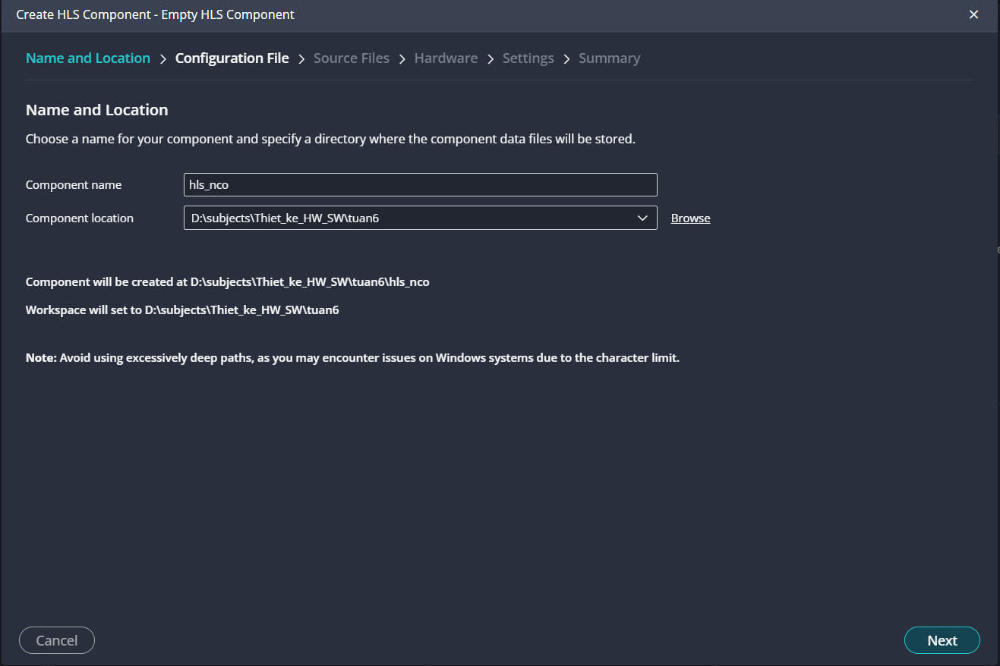 Create HLS Component - Empty HLS Component
Name and Location > Configuration File > Source Files > Hardware > Settings > Summary
Name and Location
Choose a name for your component and specify a directory where the component data files will be stored.
Component name hls_nco
Component location D:\subjects\Thiet_ke_HW_SW\tuan6 Browse
Component will be created at D:\subjects\Thiet_ke_HW_SW\tuan6\hls_nco
Workspace will set to D:\subjects\Thiet_ke_HW_SW\tuan6
Note: Avoid using excessively deep paths, as you may encounter issues on Windows systems due to the character limit.
Cancel Next